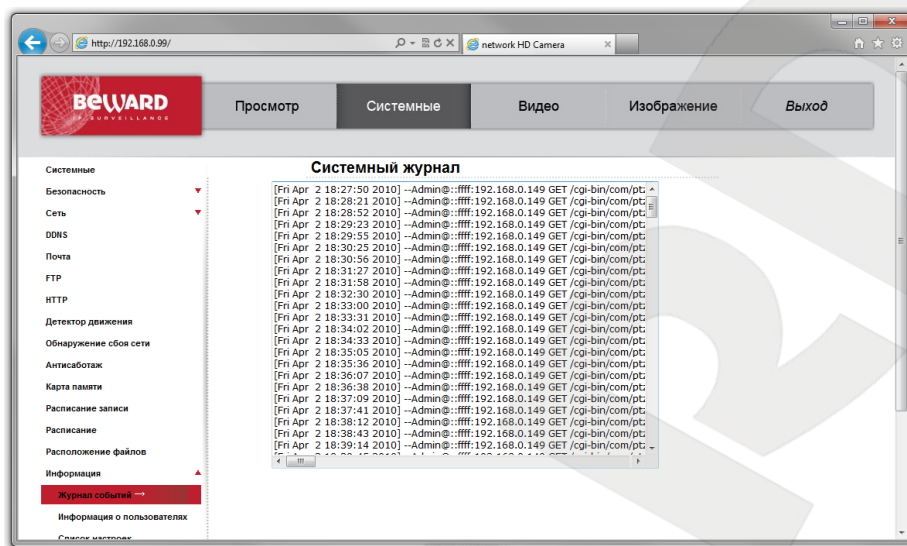 http://192.168.0.99/
network HD Camera
BEWARD
IP SURVEILLANCE
Просмотр
Системные
Видео
Изображение
Выход
Системные
Безопасность
Сеть
DDNS
Почта
FTP
HTTP
Детектор движения
Обнаружение сбоя сети
Антисаботаж
Карта памяти
Расписание записи
Расписание
Расположение файлов
Информация
Журнал событий →
Информация о пользователях
Список настроек
Системный журнал
[Fri Apr 2 18:27:50 2010] --Admin@::ffff:192.168.0.149 GET /cgi-bin/com/ptz
[Fri Apr 2 18:28:21 2010] --Admin@::ffff:192.168.0.149 GET /cgi-bin/com/ptz
[Fri Apr 2 18:28:52 2010] --Admin@::ffff:192.168.0.149 GET /cgi-bin/com/ptz
[Fri Apr 2 18:29:23 2010] --Admin@::ffff:192.168.0.149 GET /cgi-bin/com/ptz
[Fri Apr 2 18:29:55 2010] --Admin@::ffff:192.168.0.149 GET /cgi-bin/com/ptz
[Fri Apr 2 18:30:25 2010] --Admin@::ffff:192.168.0.149 GET /cgi-bin/com/ptz
[Fri Apr 2 18:30:56 2010] --Admin@::ffff:192.168.0.149 GET /cgi-bin/com/ptz
[Fri Apr 2 18:31:27 2010] --Admin@::ffff:192.168.0.149 GET /cgi-bin/com/ptz
[Fri Apr 2 18:31:58 2010] --Admin@::ffff:192.168.0.149 GET /cgi-bin/com/ptz
[Fri Apr 2 18:32:30 2010] --Admin@::ffff:192.168.0.149 GET /cgi-bin/com/ptz
[Fri Apr 2 18:33:00 2010] --Admin@::ffff:192.168.0.149 GET /cgi-bin/com/ptz
[Fri Apr 2 18:33:31 2010] --Admin@::ffff:192.168.0.149 GET /cgi-bin/com/ptz
[Fri Apr 2 18:34:02 2010] --Admin@::ffff:192.168.0.149 GET /cgi-bin/com/ptz
[Fri Apr 2 18:34:33 2010] --Admin@::ffff:192.168.0.149 GET /cgi-bin/com/ptz
[Fri Apr 2 18:35:05 2010] --Admin@::ffff:192.168.0.149 GET /cgi-bin/com/ptz
[Fri Apr 2 18:35:36 2010] --Admin@::ffff:192.168.0.149 GET /cgi-bin/com/ptz
[Fri Apr 2 18:36:07 2010] --Admin@::ffff:192.168.0.149 GET /cgi-bin/com/ptz
[Fri Apr 2 18:36:38 2010] --Admin@::ffff:192.168.0.149 GET /cgi-bin/com/ptz
[Fri Apr 2 18:37:09 2010] --Admin@::ffff:192.168.0.149 GET /cgi-bin/com/ptz
[Fri Apr 2 18:37:41 2010] --Admin@::ffff:192.168.0.149 GET /cgi-bin/com/ptz
[Fri Apr 2 18:38:12 2010] --Admin@::ffff:192.168.0.149 GET /cgi-bin/com/ptz
[Fri Apr 2 18:38:43 2010] --Admin@::ffff:192.168.0.149 GET /cgi-bin/com/ptz
[Fri Apr 2 18:39:14 2010] --Admin@::ffff:192.168.0.149 GET /cgi-bin/com/ptz